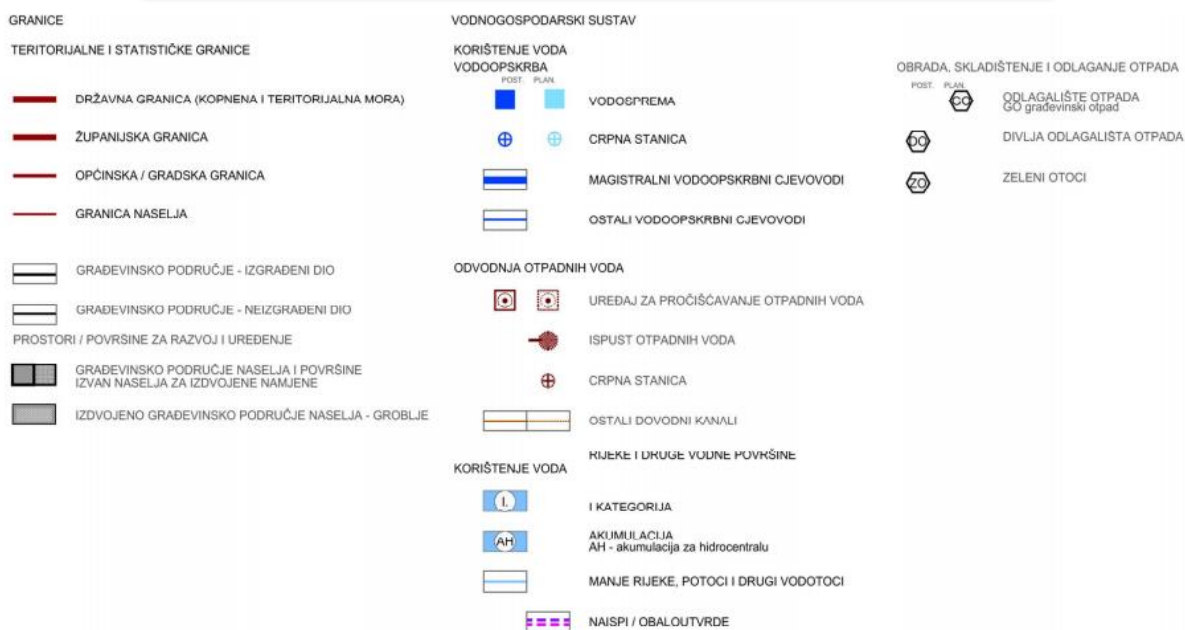 GRANICE
TERITORIJALNE I STATISTIČKE GRANICE
DRŽAVNA GRANICA (KOPNENA I TERITORIJALNA MORA)
ŽUPANIJSKA GRANICA
OPĆINSKA / GRADSKA GRANICA
GRANICA NASELJA
GRAĐEVINSKO PODRUČJE - IZGRAĐENI DIO
GRAĐEVINSKO PODRUČJE - NEIZGRAĐENI DIO
PROSTORI / POVRŠINE ZA RAZVOJ I UREĐENJE
GRAĐEVINSKO PODRUČJE NASELJA I POVRŠINE
IZVAN NASELJA ZA IZDVOJENE NAMJENE
IZDVOJENO GRAĐEVINSKO PODRUČJE NASELJA - GROBLJE
VODNOGOSPODARSKI SUSTAV
KORIŠTENJE VODA
VODOOPSKRBA
POST. PLAN.
VODOSPREMA
CRPNA STANICA
MAGISTRALNI VODOOPSKRBNI CJEVOVODI
OSTALI VODOOPSKRBNI CJEVOVODI
ODVODNJA OTPADNIH VODA
UREĐAJ ZA PROČIŠĆAVANJE OTPADNIH VODA
ISPUST OTPADNIH VODA
CRPNA STANICA
OSTALI DOVODNI KANALI
RIJEKE I DRUGE VODNE POVRŠINE
KORIŠTENJE VODA
I. I KATEGORIJA
AH AKUMULACIJA
AH - akumulacija za hidrocentralu
MANJE RIJEKE, POTOCI I DRUGI VODOTOCI
NAISPI / OBALOUTVRDE
OBRADA, SKLADIŠTENJE I ODLAGANJE OTPADA
POST. PLAN.
GO ODLAGALIŠTE OTPADA
GO građevinski otpad
DO DIVLJA ODLAGALIŠTA OTPADA
ZO ZELENI OTOCI